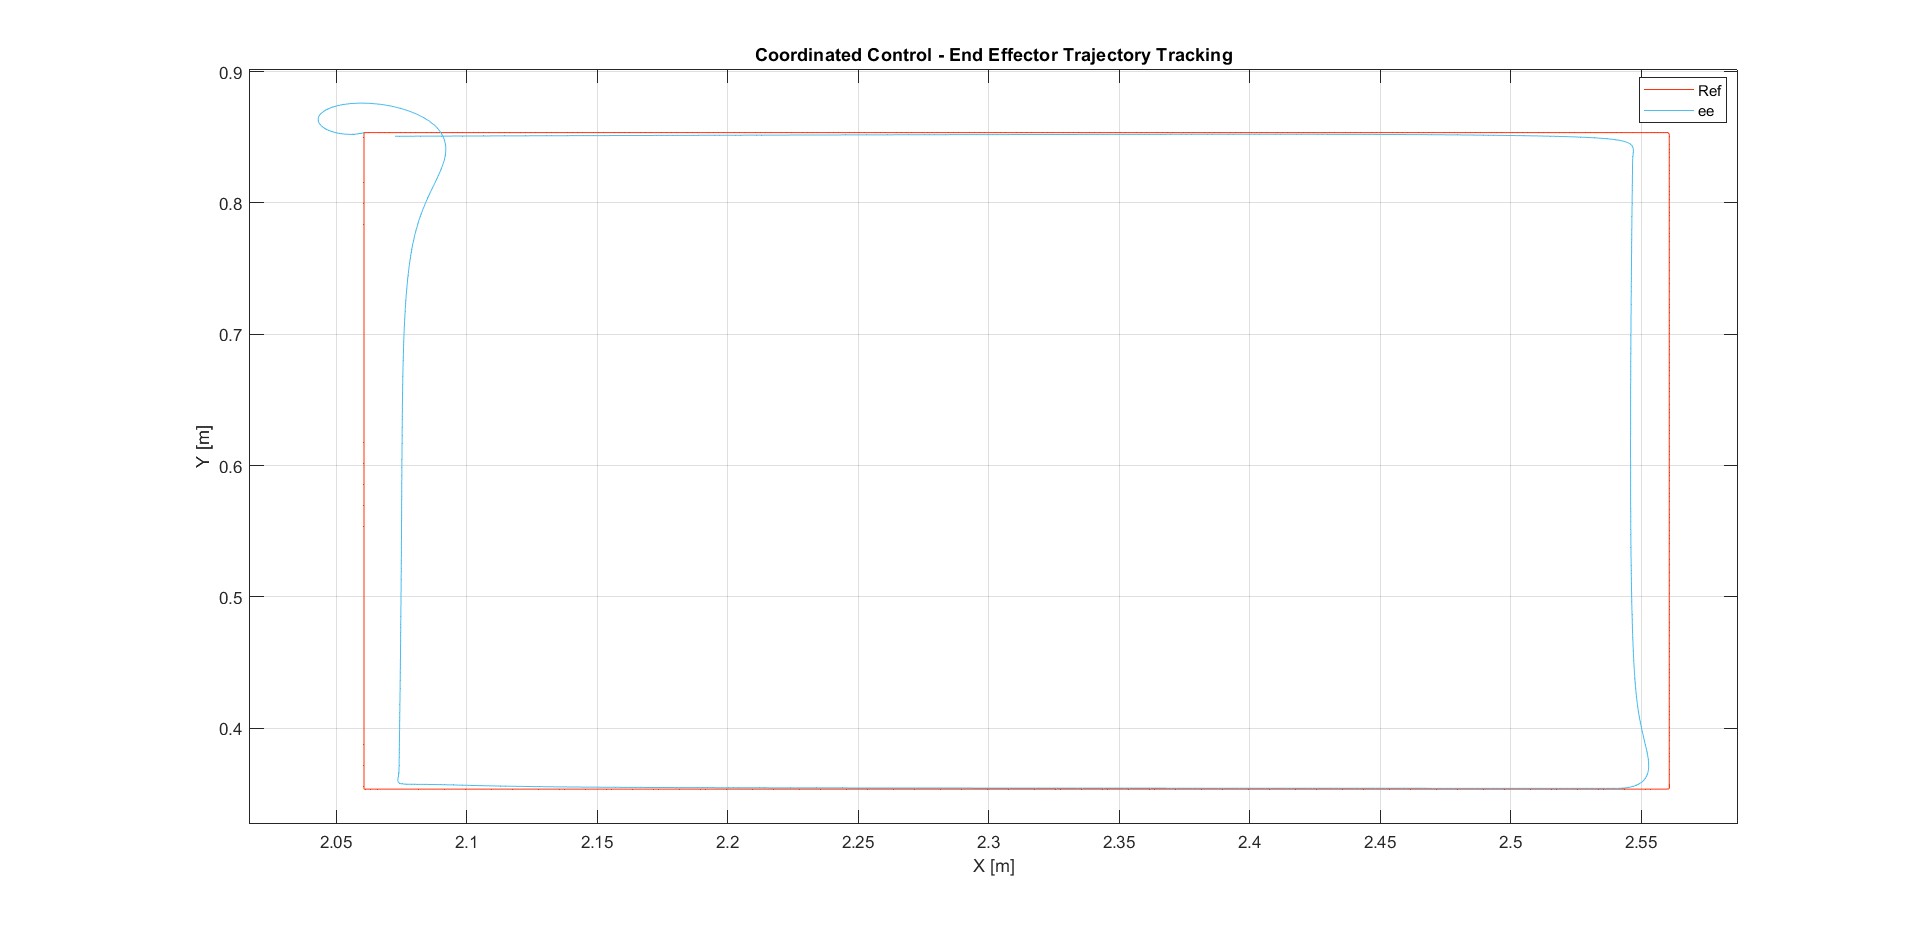 Coordinated Control - End Effector Trajectory Tracking
Ref
ee
0.9
0.8
0.7
0.6
0.5
0.4
Y [m]
2.05 2.1 2.15 2.2 2.25 2.3 2.35 2.4 2.45 2.5 2.55
X [m]